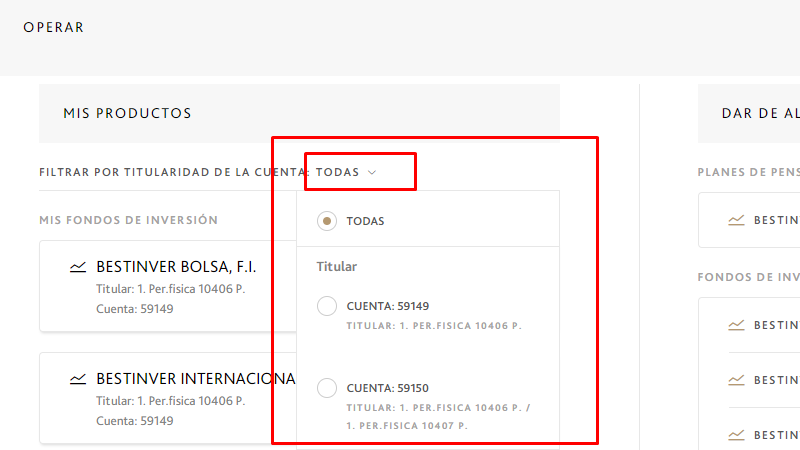 OPERAR
MIS PRODUCTOS
FILTRAR POR TITULARIDAD DE LA CUENTA: TODAS
TODAS
Titular
CUENTA: 59149
TITULAR: 1. PER.FISICA 10406 P.
CUENTA: 59150
TITULAR: 1. PER.FISICA 10406 P. /
1. PER.FISICA 10407 P.
MIS FONDOS DE INVERSIÓN
BESTINVER BOLSA, F.I.
Titular: 1. Per.fisica 10406 P.
Cuenta: 59149
BESTINVER INTERNACIONA
Titular: 1. Per.fisica 10406 P.
Cuenta: 59149
DAR DE AL
PLANES DE PENS
BESTIN
FONDOS DE INV
BESTIN
BESTIN
BESTIN